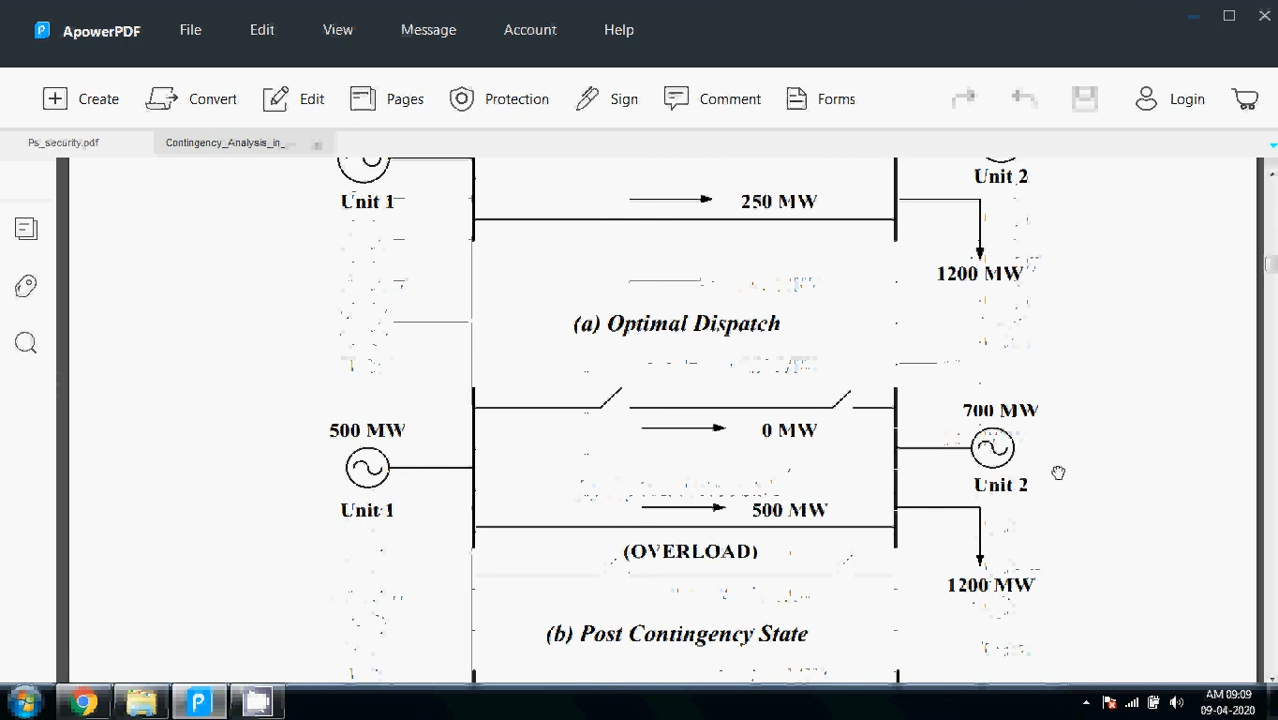 ApowerPDF File Edit View Message Account Help
Create Convert Edit Pages Protection Sign Comment Forms Login
Ps_security.pdf Contingency_Analysis_in_
Unit 1 250 MW Unit 2
1200 MW
(a) Optimal Dispatch
700 MW
500 MW 0 MW
Unit 2
Unit 1 500 MW
(OVERLOAD)
1200 MW
(b) Post Contingency State
AM 09:09
09-04-2020